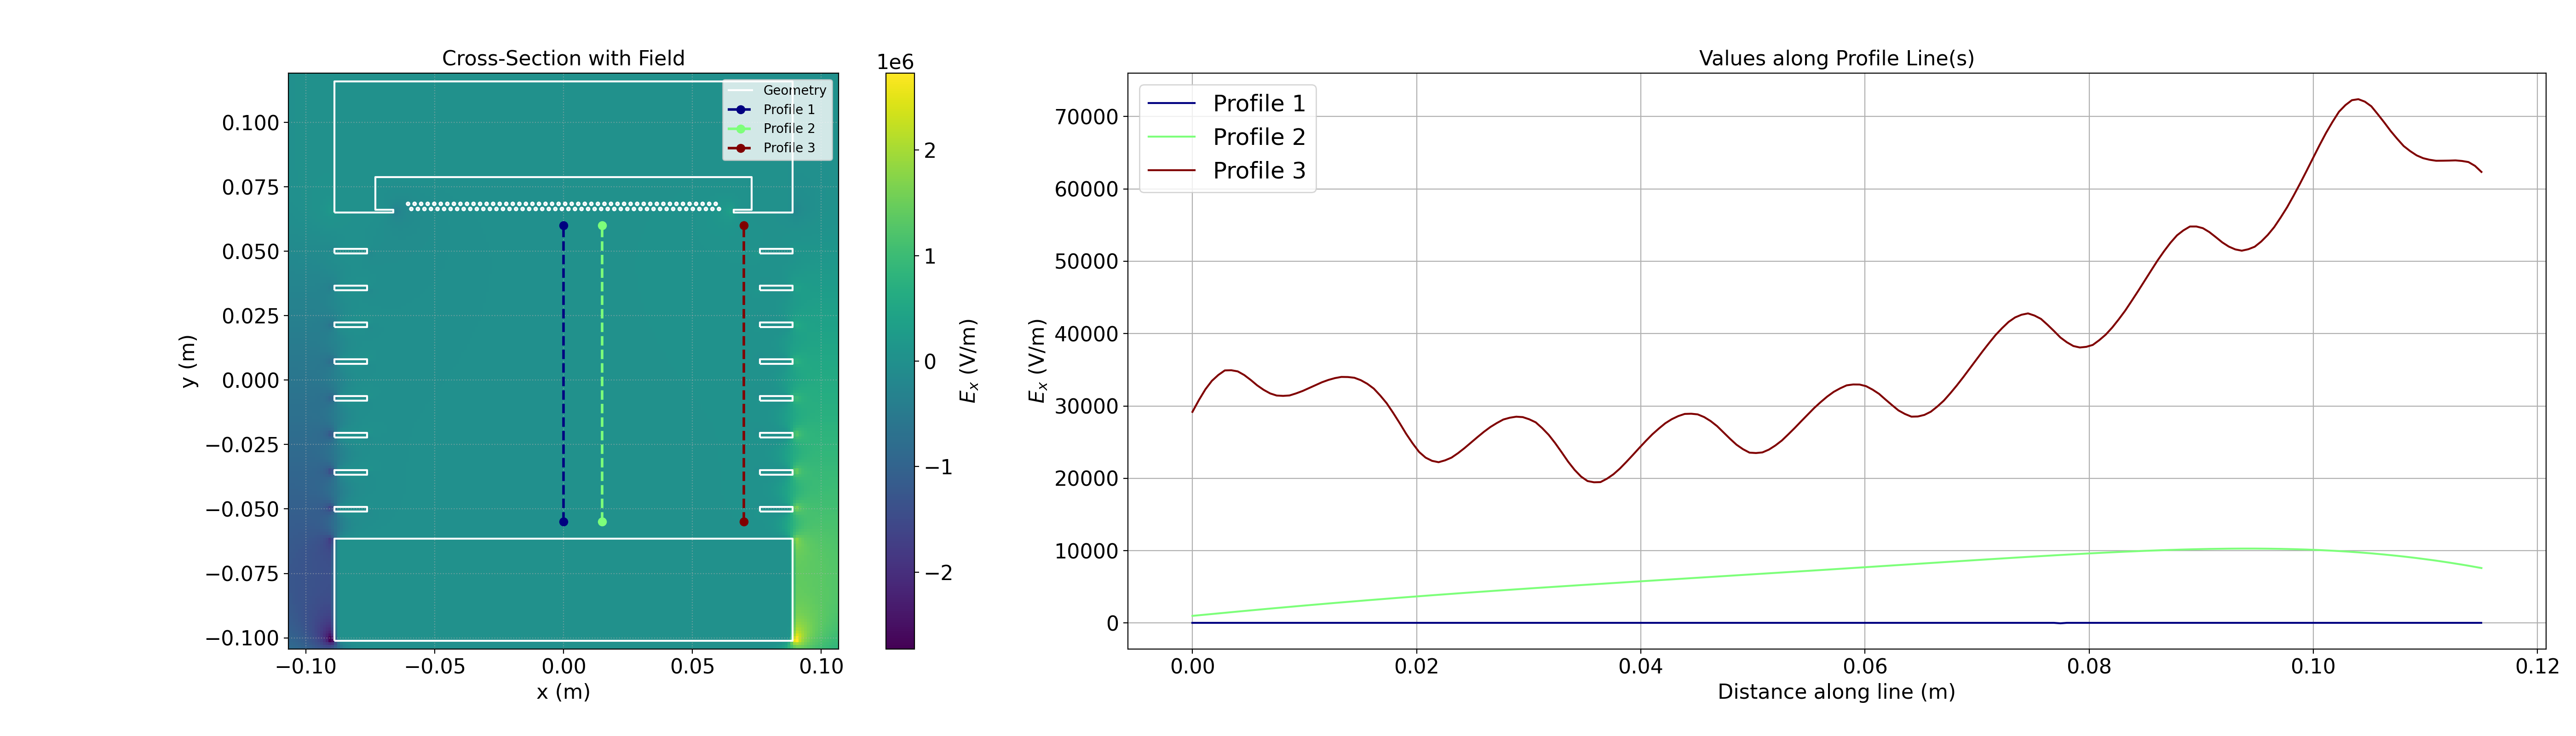 Cross-Section with Field
Geometry
Profile 1
Profile 2
Profile 3
0.100
0.075
0.050
0.025
0.000
−0.025
−0.050
−0.075
−0.100
y (m)
−0.10
−0.05
0.00
0.05
0.10
x (m)
1e6
2
1
0
−1
−2
Eₓ (V/m)
Values along Profile Line(s)
Profile 1
Profile 2
Profile 3
70000
60000
50000
40000
30000
20000
10000
0
Eₓ (V/m)
0.00
0.02
0.04
0.06
0.08
0.10
0.12
Distance along line (m)